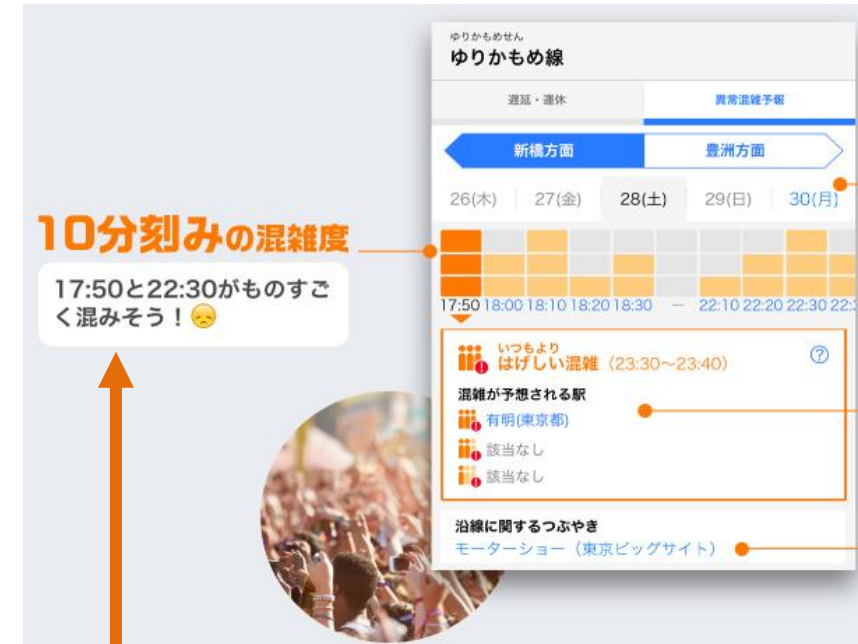 ゆりかもめせん
ゆりかもめ線
遅延・運休
異常混雑予報
新橋方面
豊洲方面
26(木) 27(金) 28(土) 29(日) 30(月)
10分刻みの混雑度
17:50と22:30がものすご
く混みそう！😞
17:50 18:00 18:10 18:20 18:30 — 22:10 22:20 22:30 22:
いつもより
はげしい混雑（23:30～23:40）
混雑が予想される駅
有明(東京都)
該当なし
該当なし
沿線に関するつぶやき
モーターショー（東京ビッグサイト）